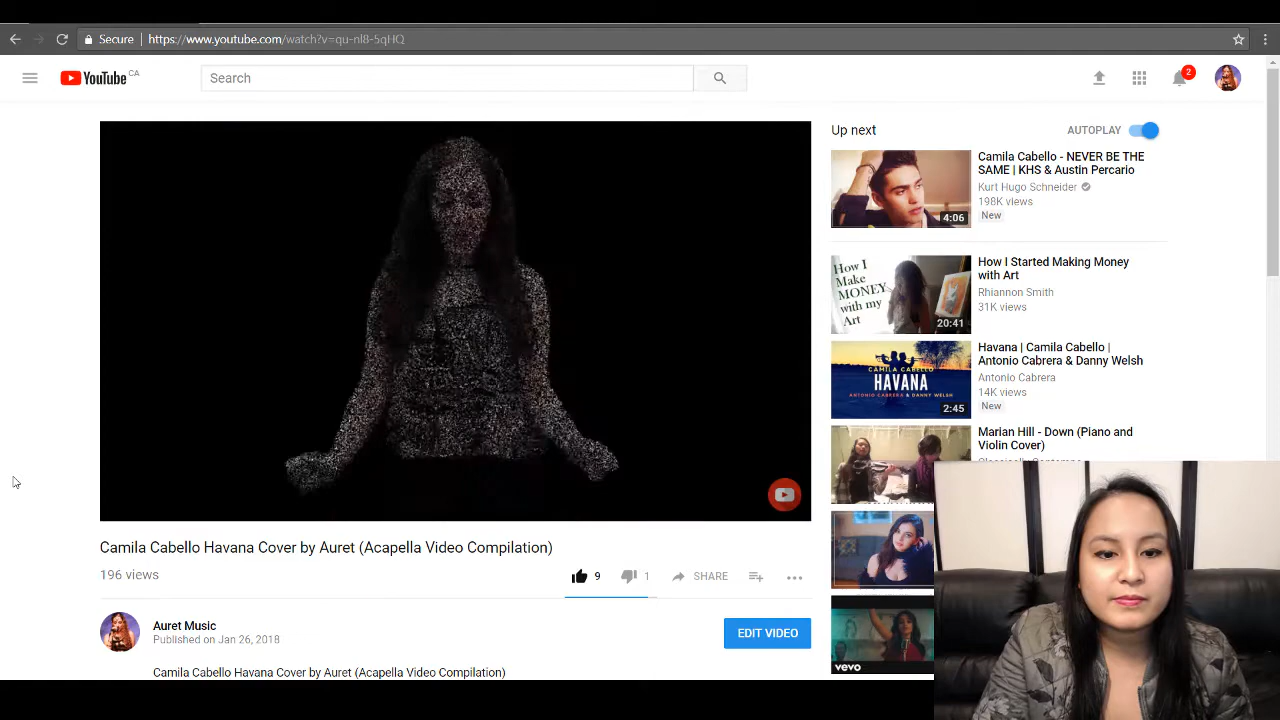 Secure
https://www.youtube.com/watch?v=qu-nl8-5qHQ
YouTube CA
Search
2
Up next
AUTOPLAY
Camila Cabello - NEVER BE THE
SAME | KHS & Austin Percario
Kurt Hugo Schneider
198K views
New
4:06
How I Started Making Money
with Art
Rhiannon Smith
31K views
How I
Make
MONEY
with my
Art
20:41
Havana | Camila Cabello |
Antonio Cabrera & Danny Welsh
Antonio Cabrera
14K views
New
CAMILA CABELLO
HAVANA
ANTONIO CABRERA & DANNY WELSH
2:45
Marian Hill - Down (Piano and
Violin Cover)
vevo
Camila Cabello Havana Cover by Auret (Acapella Video Compilation)
196 views
9
1
SHARE
Auret Music
Published on Jan 26, 2018
EDIT VIDEO
Camila Cabello Havana Cover by Auret (Acapella Video Compilation)